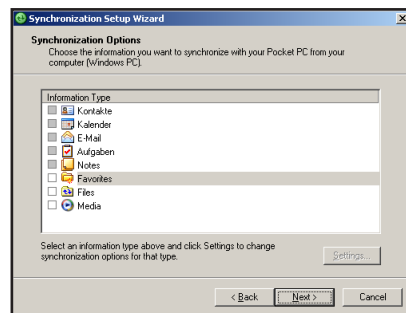 Synchronization Setup Wizard
Synchronization Options
Choose the information you want to synchronize with your Pocket PC from your
computer (Windows PC).
Information Type
Kontakte
Kalender
E-Mail
Aufgaben
Notes
Favorites
Files
Media
Select an information type above and click Settings to change
synchronization options for that type.
Settings...
< Back
Next >
Cancel